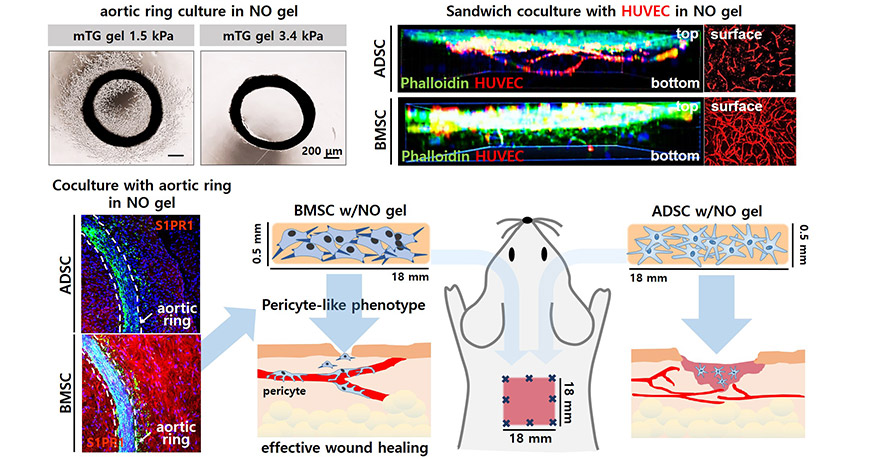 aortic ring culture in NO gel
mTG gel 1.5 kPa
mTG gel 3.4 kPa
200 μm
Sandwich coculture with HUVEC in NO gel
ADSC
top
surface
Phalloidin HUVEC
bottom
BMSC
top
surface
Phalloidin HUVEC
bottom
Coculture with aortic ring
in NO gel
S1PR1
ADSC
aortic
ring
BMSC
S1PR1
aortic
ring
BMSC w/NO gel
0.5 mm
18 mm
Pericyte-like phenotype
pericyte
effective wound healing
18 mm
18 mm
ADSC w/NO gel
0.5 mm
18 mm